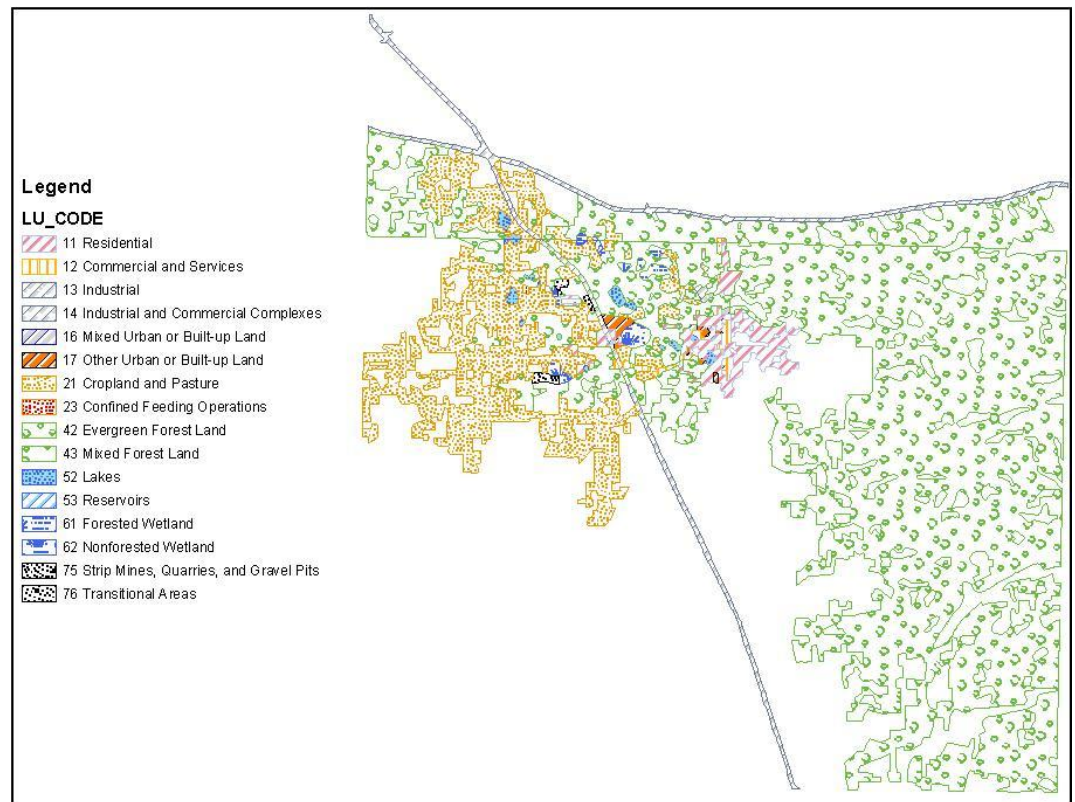 Legend
LU_CODE
11 Residential
12 Commercial and Services
13 Industrial
14 Industrial and Commercial Complexes
16 Mixed Urban or Built-up Land
17 Other Urban or Built-up Land
21 Cropland and Pasture
23 Confined Feeding Operations
42 Evergreen Forest Land
43 Mixed Forest Land
52 Lakes
53 Reservoirs
61 Forested Wetland
62 Nonforested Wetland
75 Strip Mines, Quarries, and Gravel Pits
76 Transitional Areas